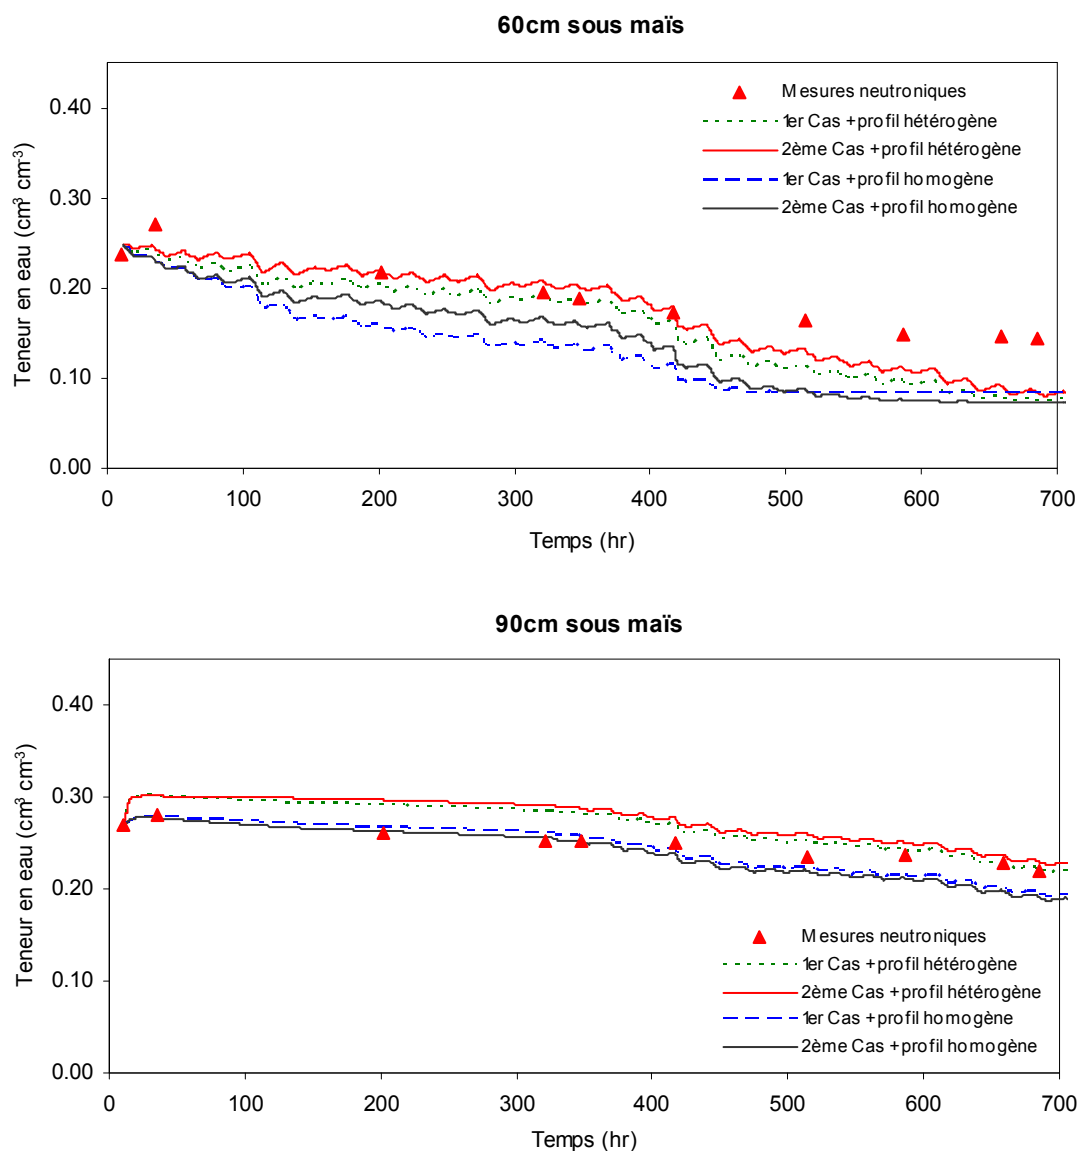 60cm sous maïs
0.40
0.30
0.20
0.10
0.00
Teneur en eau (cm³ cm⁻³)
Mesures neutroniques
1er Cas +profil hétérogène
2ème Cas +profil hétérogène
1er Cas +profil homogène
2ème Cas +profil homogène
0 100 200 300 400 500 600 700
Temps (hr)
90cm sous maïs
0.40
0.30
0.20
0.10
0.00
Teneur en eau (cm³ cm⁻³)
Mesures neutroniques
1er Cas +profil hétérogène
2ème Cas +profil hétérogène
1er Cas +profil homogène
2ème Cas +profil homogène
0 100 200 300 400 500 600 700
Temps (hr)